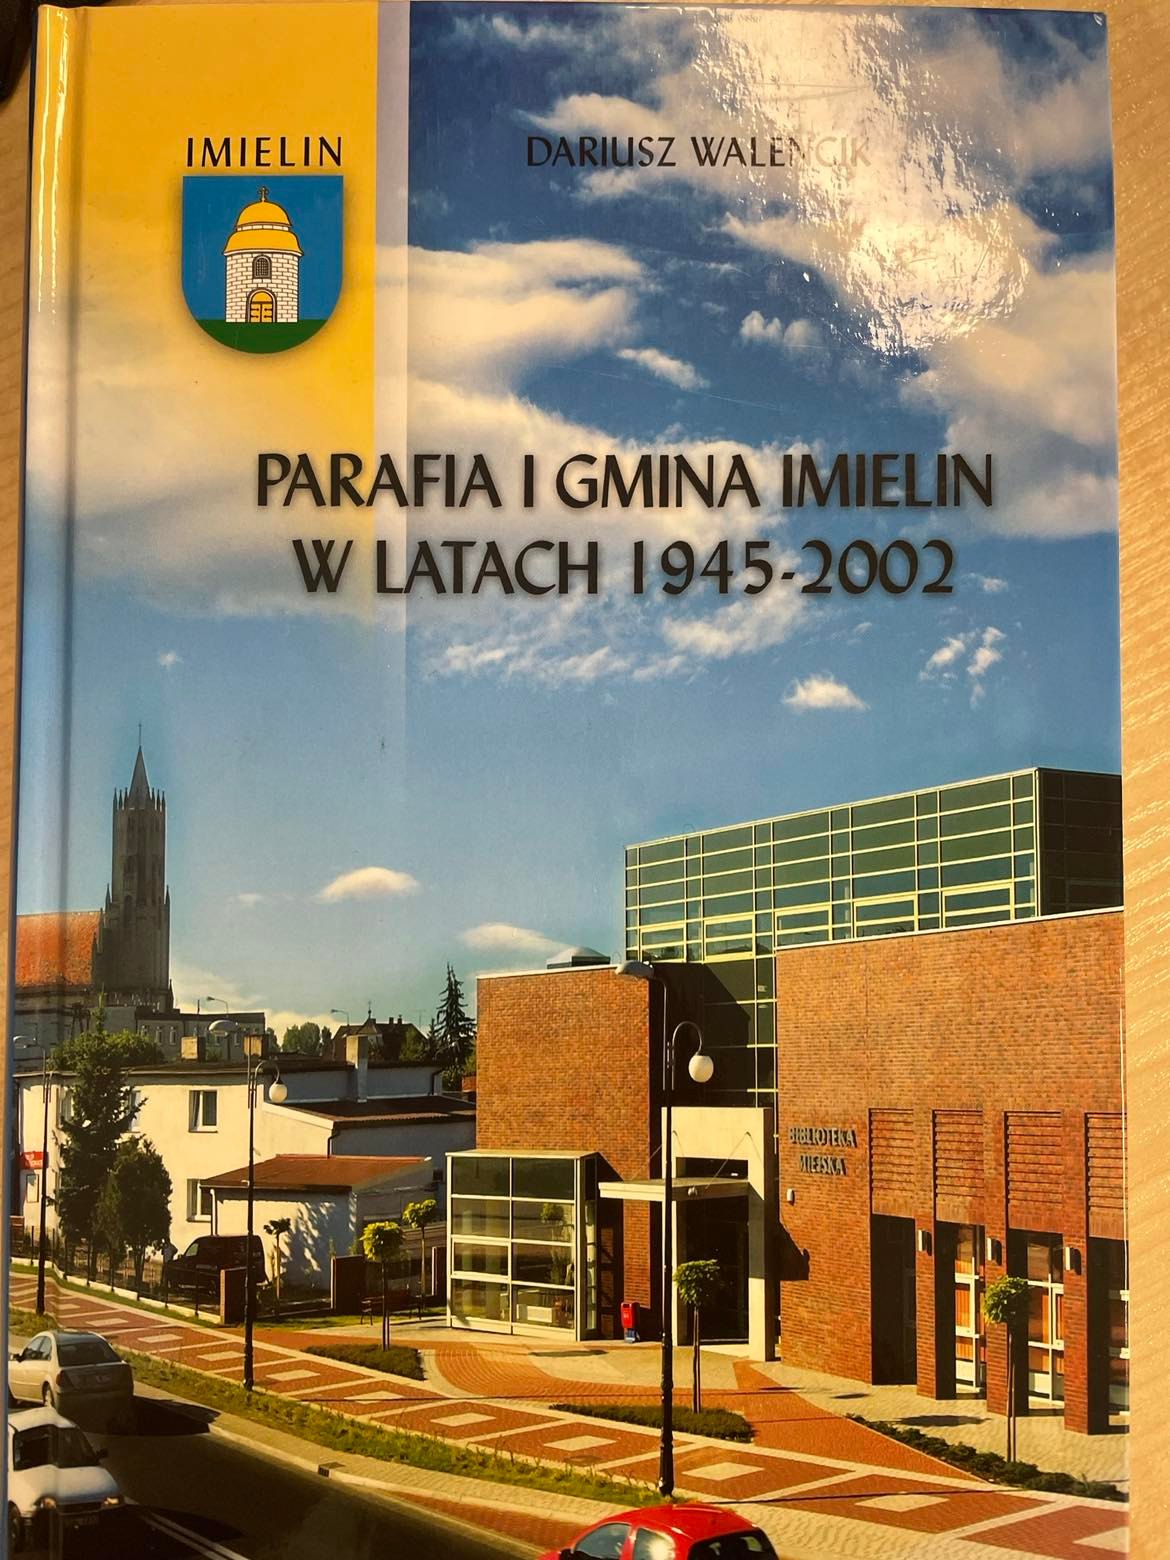 IMIELIN
DARIUSZ WALENCIK
PARAFIA I GMINA IMIELIN
W LATACH 1945-2002
BIBLIOTEKA
MIEJSKA